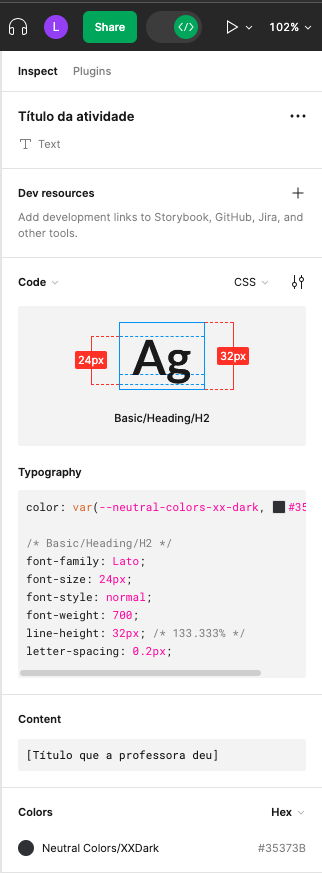 L Share </> 102%
Inspect Plugins
Título da atividade
T Text
Dev resources
Add development links to Storybook, GitHub, Jira, and
other tools.
Code CSS
24px Ag 32px
Basic/Heading/H2
Typography
color: var(--neutral-colors-xx-dark, #35
/* Basic/Heading/H2 */
font-family: Lato;
font-size: 24px;
font-style: normal;
font-weight: 700;
line-height: 32px; /* 133.333% */
letter-spacing: 0.2px;
Content
[Título que a professora deu]
Colors Hex
Neutral Colors/XXDark #35373B